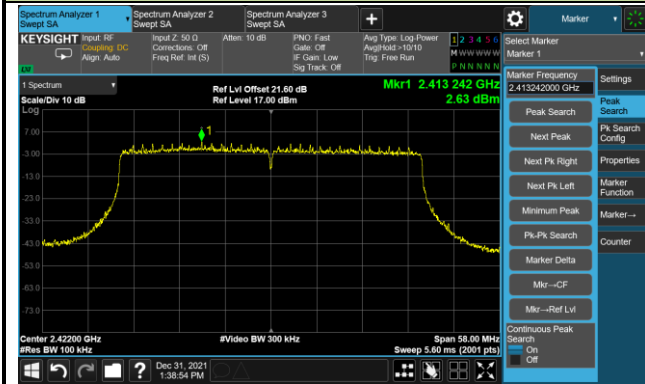 Spectrum Analyzer 1
Swept SA
Spectrum Analyzer 2
Swept SA
Spectrum Analyzer 3
Swept SA
Marker
KEYSIGHT
Input: RF
Coupling: DC
Align: Auto
Input Z: 50 Ω
Corrections: Off
Freq Ref: Int (S)
Atten: 10 dB
PNO: Fast
Gate: Off
IF Gain: Low
Sig Track: Off
Avg Type: Log-Power
Avg|Hold:>10/10
Trig: Free Run
1 2 3 4 5 6
M W W W W W
P N N N N N
Select Marker
Marker 1
1 Spectrum
Scale/Div 10 dB
Log
Ref Lvl Offset 21.60 dB
Ref Level 17.00 dBm
Mkr1 2.413 242 GHz
2.63 dBm
1
7.00
-3.00
-13.0
-23.0
-33.0
-43.0
-53.0
-63.0
-73.0
Center 2.42200 GHz
#Res BW 100 kHz
#Video BW 300 kHz
Span 58.00 MHz
Sweep 5.60 ms (2001 pts)
Marker Frequency
2.413242000 GHz
Peak Search
Next Peak
Next Pk Right
Next Pk Left
Minimum Peak
Pk-Pk Search
Marker Delta
Mkr→CF
Mkr→Ref Lvl
Continuous Peak
Search
On
Off
Settings
Peak
Search
Pk Search
Config
Properties
Marker
Function
Marker→
Counter
?
Dec 31, 2021
1:38:54 PM